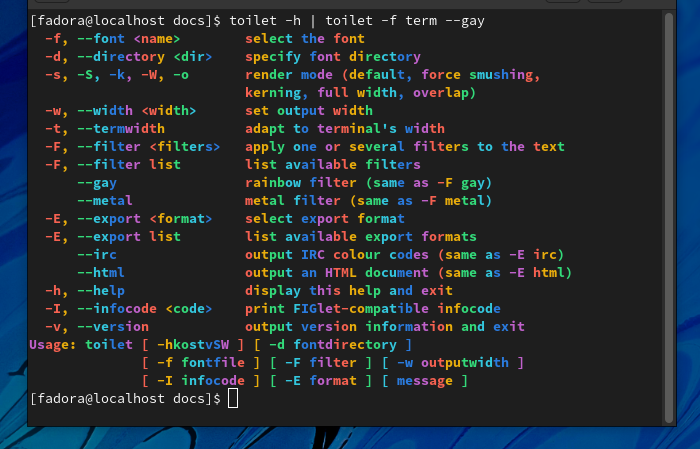 [fadora@localhost docs]$ toilet -h | toilet -f term --gay
-f, --font <name> select the font
-d, --directory <dir> specify font directory
-s, -S, -k, -W, -o render mode (default, force smushing,
kerning, full width, overlap)
-w, --width <width> set output width
-t, --termwidth adapt to terminal's width
-F, --filter <filters> apply one or several filters to the text
-F, --filter list list available filters
--gay rainbow filter (same as -F gay)
--metal metal filter (same as -F metal)
-E, --export <format> select export format
-E, --export list list available export formats
--irc output IRC colour codes (same as -E irc)
--html output an HTML document (same as -E html)
-h, --help display this help and exit
-I, --infocode <code> print FIGlet-compatible infocode
-v, --version output version information and exit
Usage: toilet [ -hkostvSW ] [ -d fontdirectory ]
[ -f fontfile ] [ -F filter ] [ -w outputwidth ]
[ -I infocode ] [ -E format ] [ message ]
[fadora@localhost docs]$